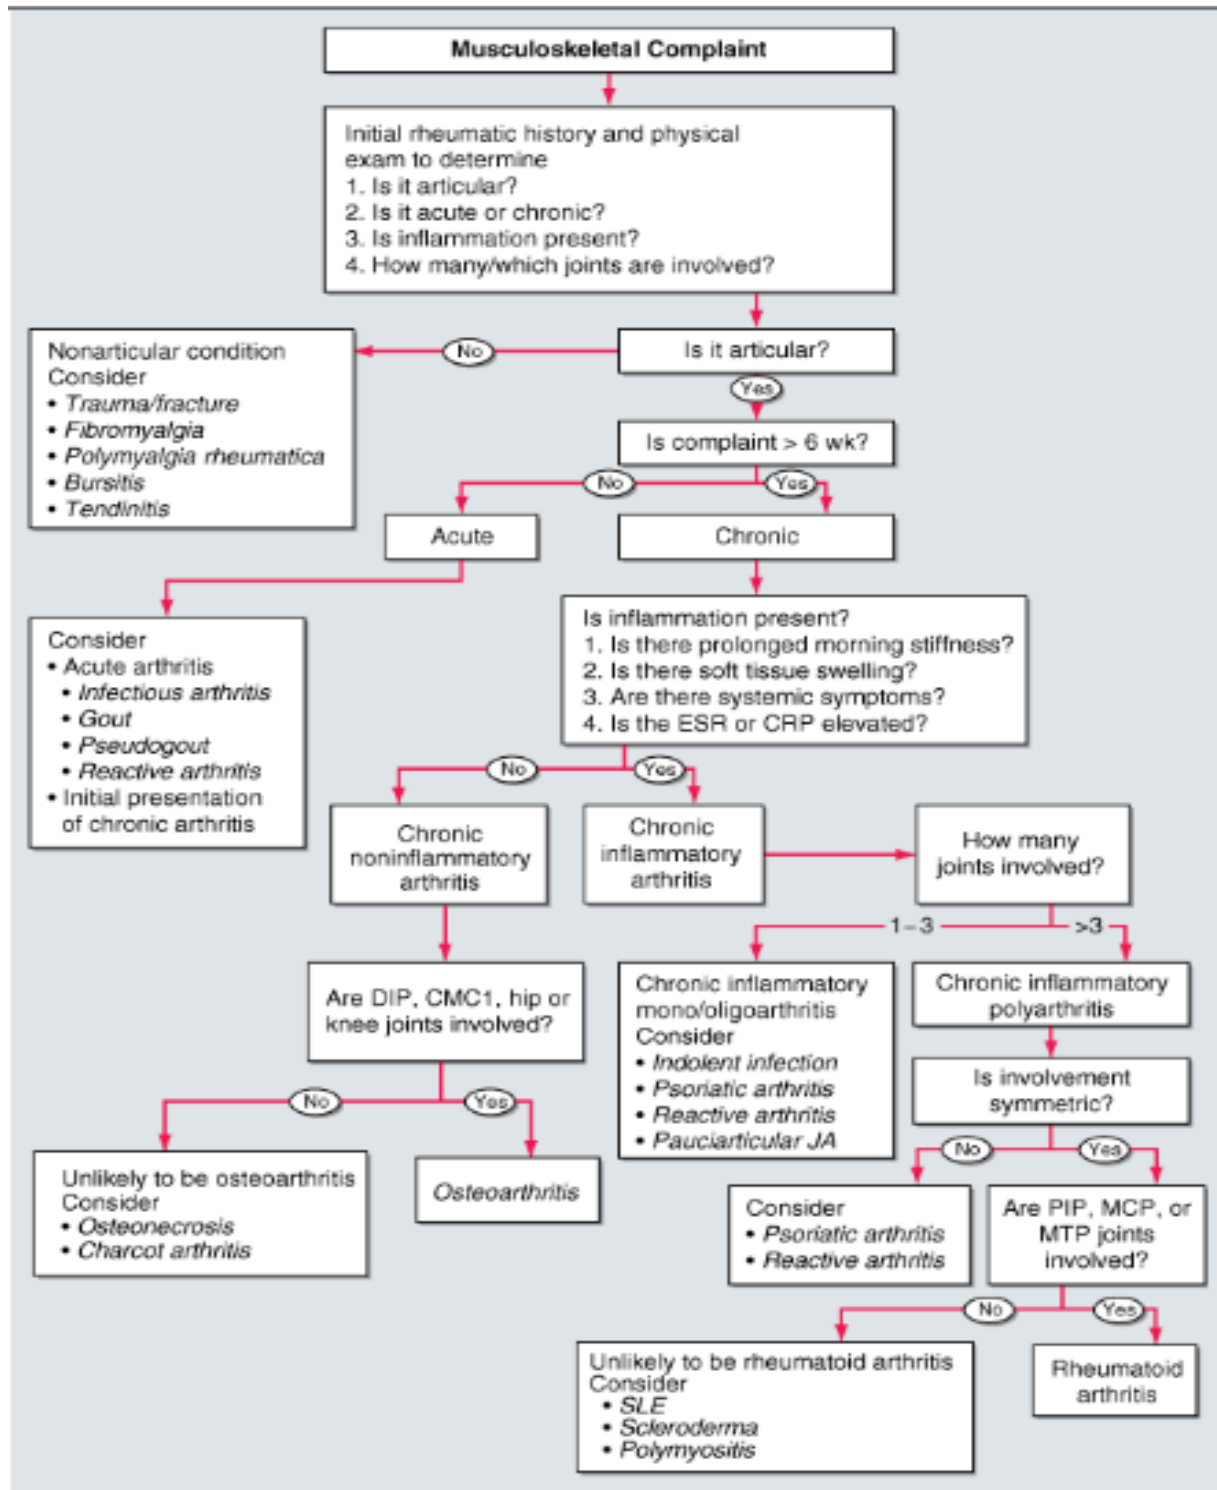 Musculoskeletal Complaint
Initial rheumatic history and physical
exam to determine
1. Is it articular?
2. Is it acute or chronic?
3. Is inflammation present?
4. How many/which joints are involved?
Is it articular?
No
Nonarticular condition
Consider
• Trauma/fracture
• Fibromyalgia
• Polymyalgia rheumatica
• Bursitis
• Tendinitis
Yes
Is complaint > 6 wk?
No
Yes
Acute
Chronic
Consider
• Acute arthritis
• Infectious arthritis
• Gout
• Pseudogout
• Reactive arthritis
• Initial presentation
of chronic arthritis
Is inflammation present?
1. Is there prolonged morning stiffness?
2. Is there soft tissue swelling?
3. Are there systemic symptoms?
4. Is the ESR or CRP elevated?
No
Yes
Chronic
noninflammatory
arthritis
Chronic
inflammatory
arthritis
How many
joints involved?
1–3
>3
Are DIP, CMC1, hip or
knee joints involved?
Chronic inflammatory
mono/oligoarthritis
Consider
• Indolent infection
• Psoriatic arthritis
• Reactive arthritis
• Pauciarticular JA
Chronic inflammatory
polyarthritis
Is involvement
symmetric?
No
Yes
No
Yes
Unlikely to be osteoarthritis
Consider
• Osteonecrosis
• Charcot arthritis
Osteoarthritis
Consider
• Psoriatic arthritis
• Reactive arthritis
Are PIP, MCP, or
MTP joints
involved?
No
Yes
Unlikely to be rheumatoid arthritis
Consider
• SLE
• Scleroderma
• Polymyositis
Rheumatoid
arthritis